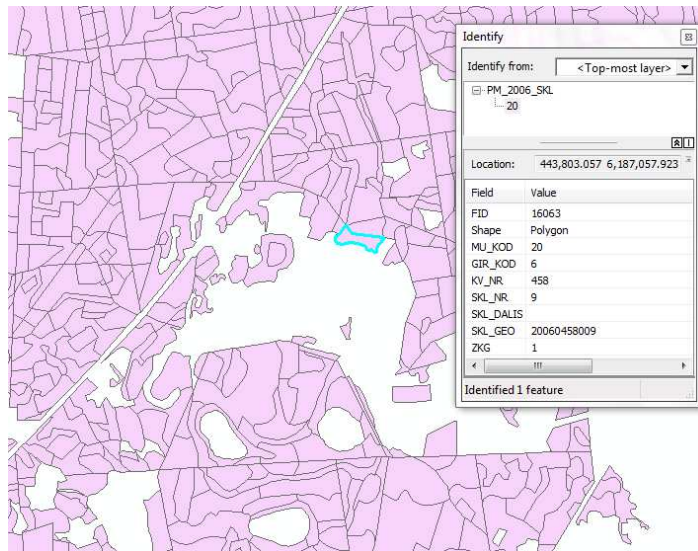 Identify
Identify from: <Top-most layer>
PM_2006_SKL
20
Location: 443,803.057 6,187,057.923
Field Value
FID 16063
Shape Polygon
MU_KOD 20
GIR_KOD 6
KV_NR 458
SKL_NR 9
SKL_DALIS
SKL_GEO 20060458009
ZKG 1
Identified 1 feature